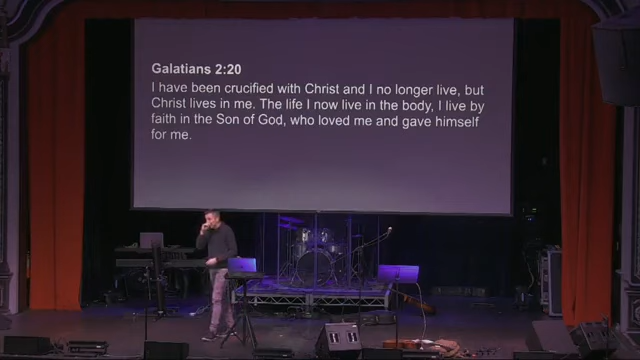 Galatians 2:20
I have been crucified with Christ and I no longer live, but
Christ lives in me. The life I now live in the body, I live by
faith in the Son of God, who loved me and gave himself
for me.